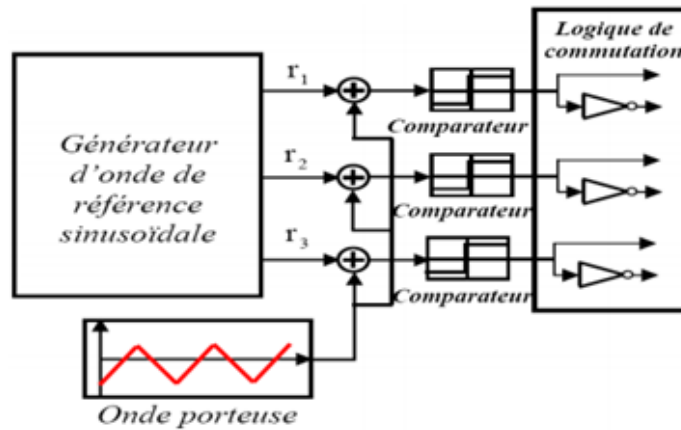 Logique de
commutation
r1
Comparateur
Générateur
d'onde de
référence
sinusoïdale
r2
Comparateur
r3
Comparateur
Onde porteuse